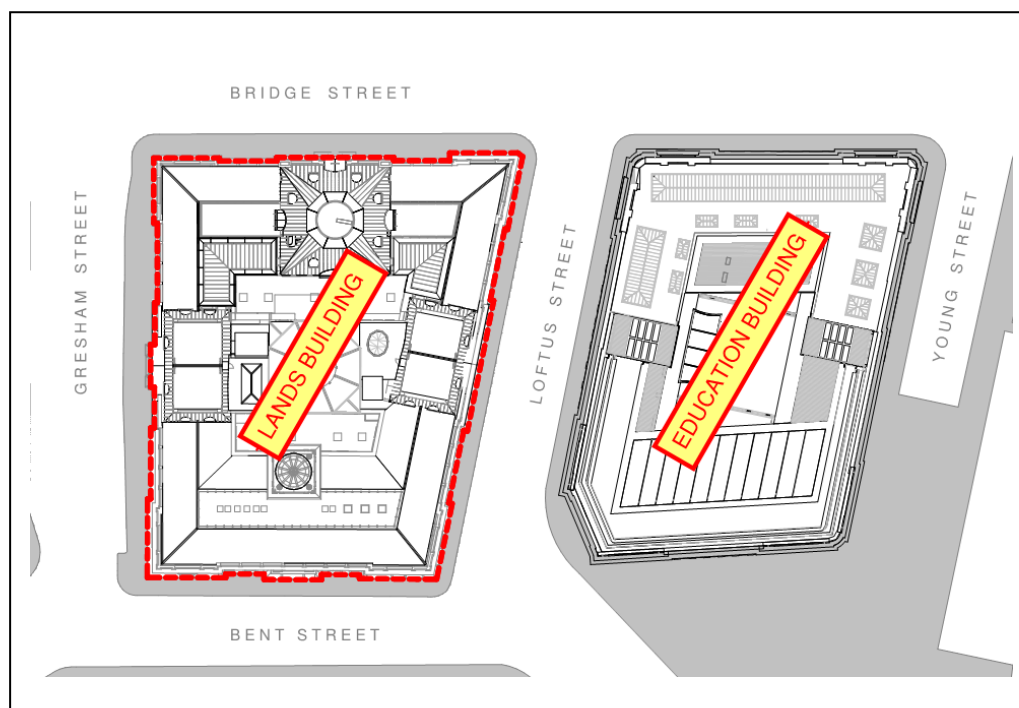 BRIDGE STREET
GRESHAM STREET
LANDS BUILDING
LOFTUS STREET
EDUCATION BUILDING
YOUNG STREET
BENT STREET